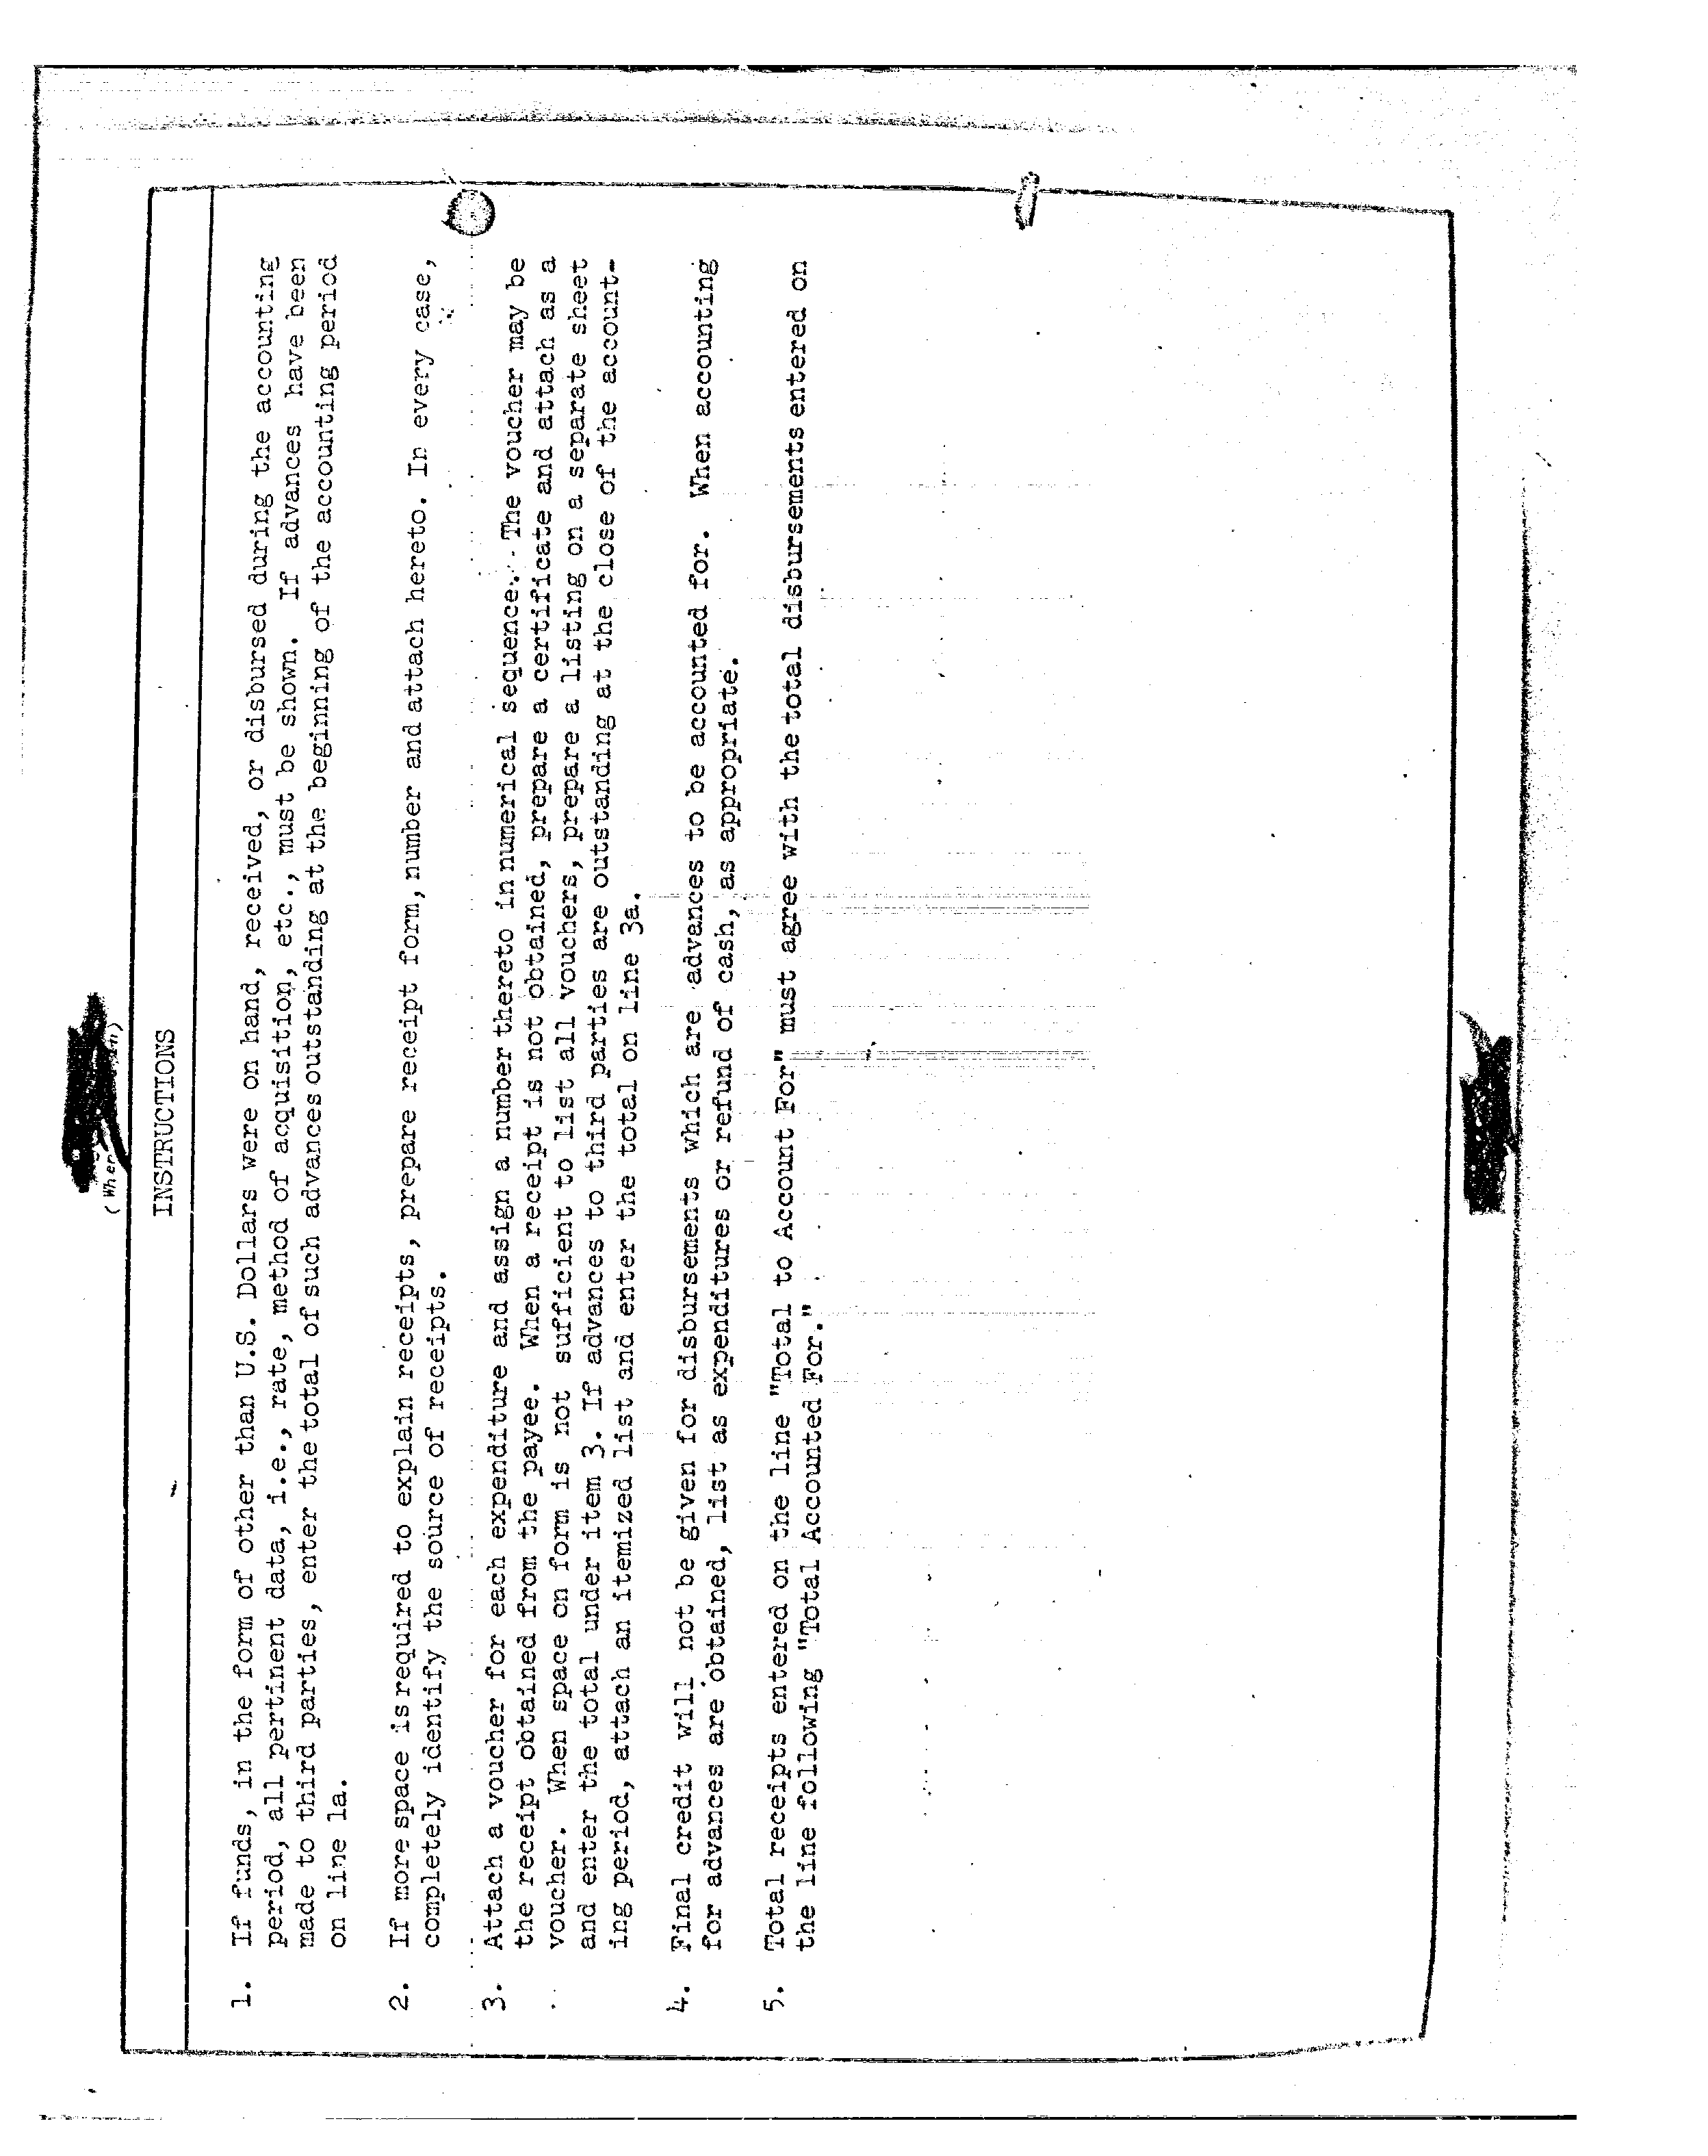 INSTRUCTIONS
1. If funds, in the form of other than U.S. Dollars were on hand, received, or disbursed during the accounting
period, all pertinent data, i.e., rate, method of acquisition, etc., must be shown. If advances have been
made to third parties, enter the total of such advances outstanding at the beginning of the accounting period
on line 1a.
2. If more space is required to explain receipts, prepare receipt form, number and attach hereto. In every case,
completely identify the source of receipts.
3. Attach a voucher for each expenditure and assign a number thereto in numerical sequence. The voucher may be
the receipt obtained from the payee. When a receipt is not obtained, prepare a certificate and attach as a
voucher. When space on form is not sufficient to list all vouchers, prepare a listing on a separate sheet
and enter the total under item 3. If advances to third parties are outstanding at the close of the account-
ing period, attach an itemized list and enter the total on line 3a.
4. Final credit will not be given for disbursements which are advances to be accounted for. When accounting
for advances are obtained, list as expenditures or refund of cash, as appropriate.
5. Total receipts entered on the line "Total to Account For" must agree with the total disbursements entered on
the line following "Total Accounted For."